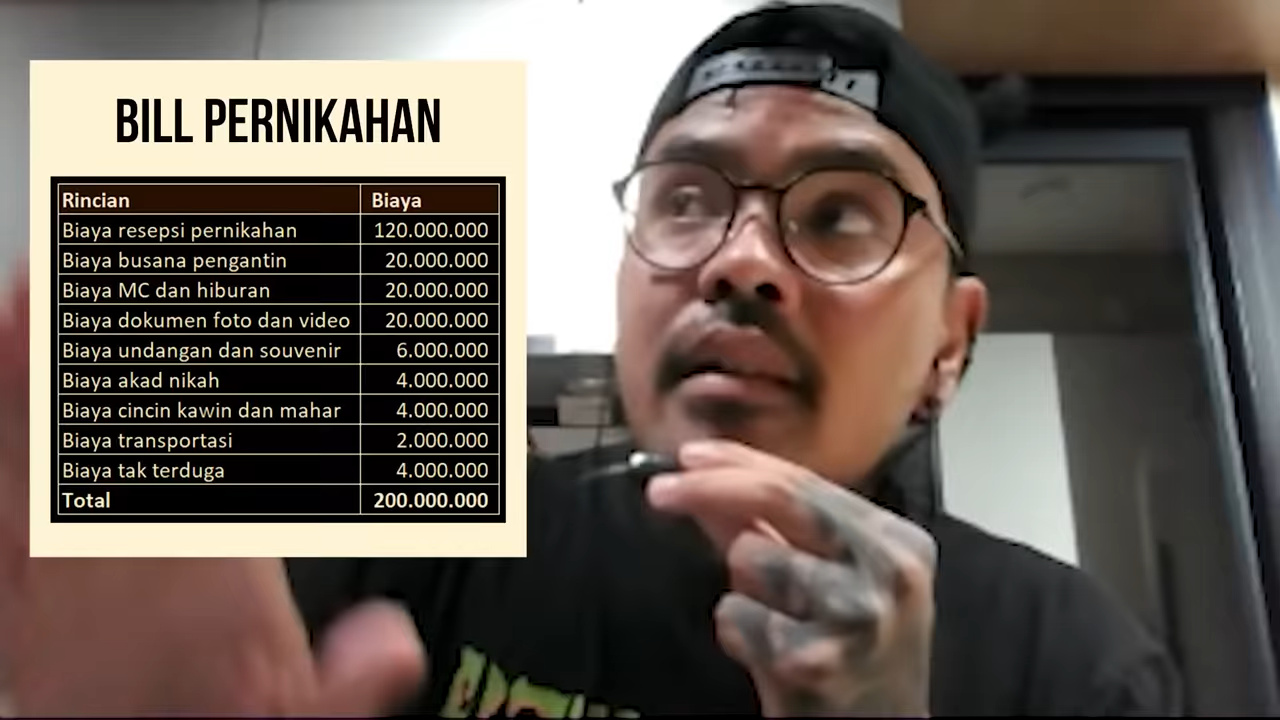 BILL PERNIKAHAN
Rincian Biaya
Biaya resepsi pernikahan 120.000.000
Biaya busana pengantin 20.000.000
Biaya MC dan hiburan 20.000.000
Biaya dokumen foto dan video 20.000.000
Biaya undangan dan souvenir 6.000.000
Biaya akad nikah 4.000.000
Biaya cincin kawin dan mahar 4.000.000
Biaya transportasi 2.000.000
Biaya tak terduga 4.000.000
Total 200.000.000